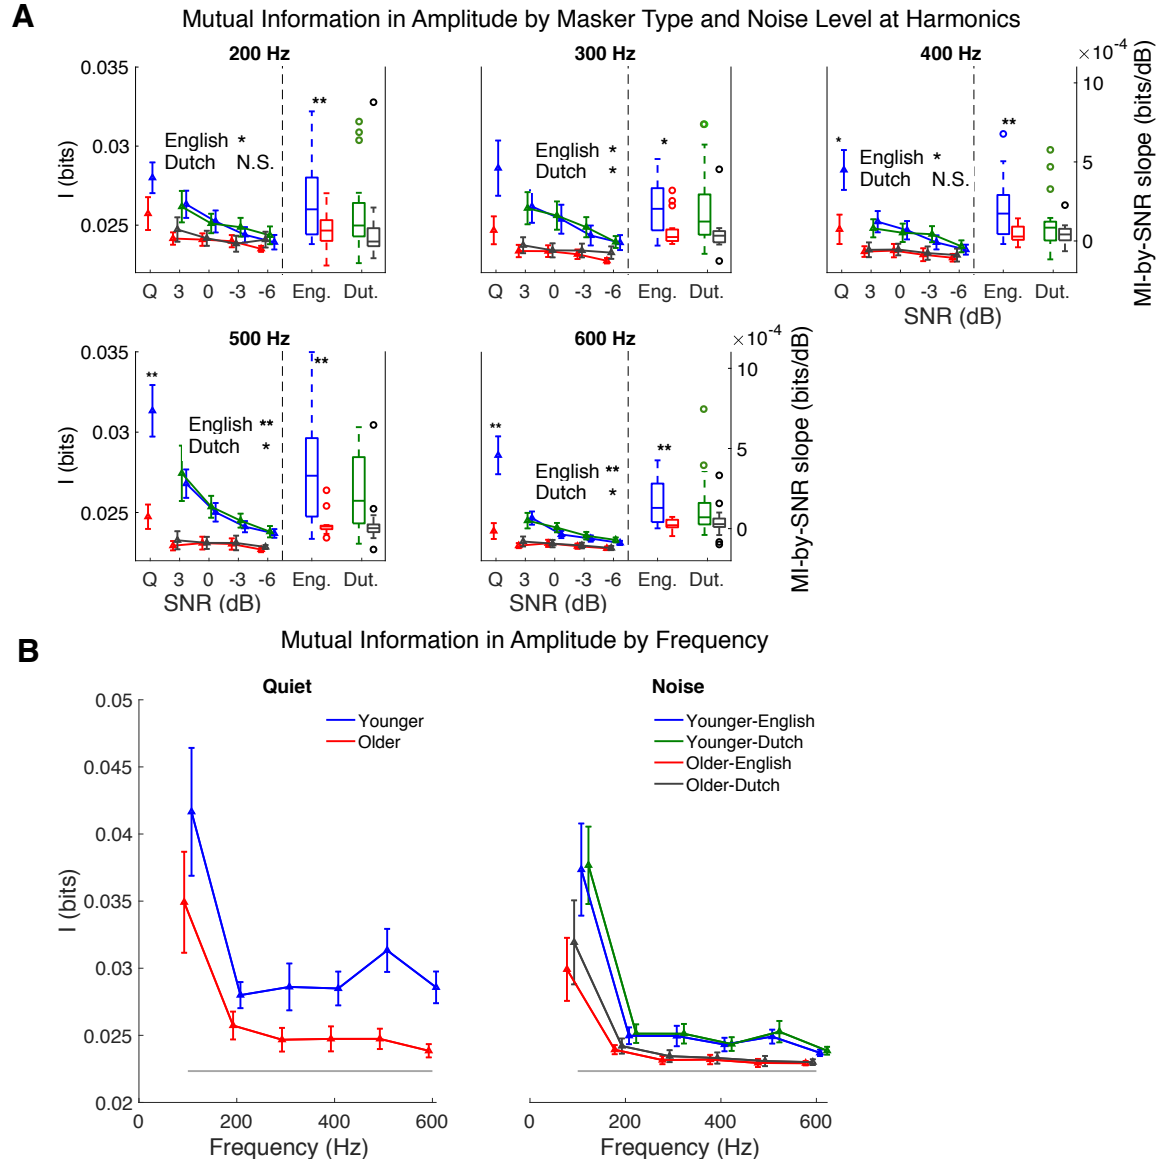 A
Mutual Information in Amplitude by Masker Type and Noise Level at Harmonics
200 Hz
300 Hz
400 Hz
×10⁻⁴
0.035
0.03
0.025
I (bits)
English *
Dutch N.S.
**
Q 3 0 -3 -6 Eng. Dut.
English *
Dutch *
*
Q 3 0 -3 -6 Eng. Dut.
*
English *
Dutch N.S.
**
Q 3 0 -3 -6 Eng. Dut.
SNR (dB)
10
5
0
MI-by-SNR slope (bits/dB)
500 Hz
600 Hz
×10⁻⁴
0.035
0.03
0.025
I (bits)
**
English **
Dutch *
**
Q 3 0 -3 -6 Eng. Dut.
SNR (dB)
**
English **
Dutch *
**
Q 3 0 -3 -6 Eng. Dut.
SNR (dB)
10
5
0
MI-by-SNR slope (bits/dB)
B
Mutual Information in Amplitude by Frequency
Quiet
Younger
Older
0.05
0.045
0.04
0.035
0.03
0.025
0.02
I (bits)
0 200 400 600
Frequency (Hz)
Noise
Younger-English
Younger-Dutch
Older-English
Older-Dutch
0 200 400 600
Frequency (Hz)